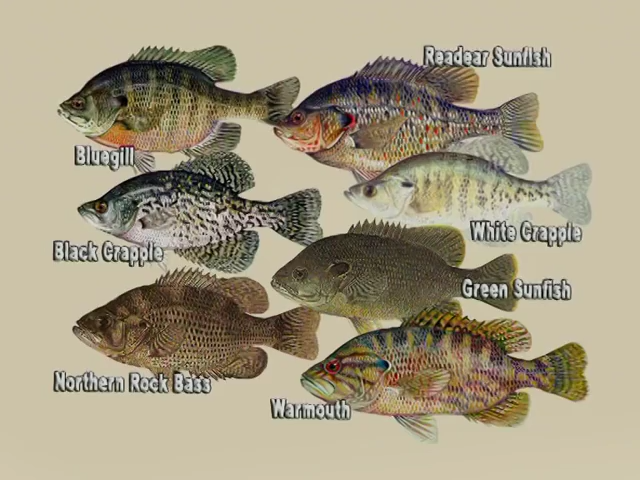 Readear Sunfish
Bluegill
White Crapple
Black Crapple
Green Sunfish
Northern Rock Bass
Warmouth